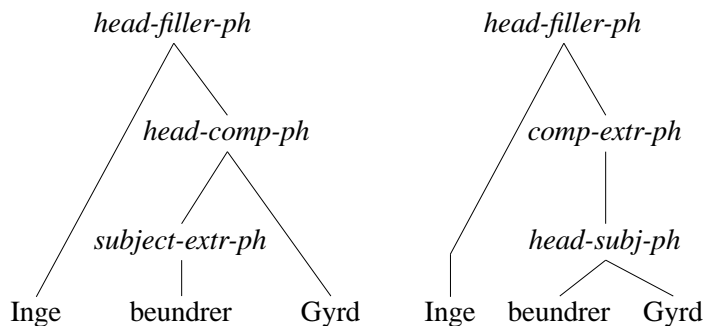 head-filler-ph head-filler-ph
head-comp-ph comp-extr-ph
subject-extr-ph head-subj-ph
Inge beundrer Gyrd Inge beundrer Gyrd